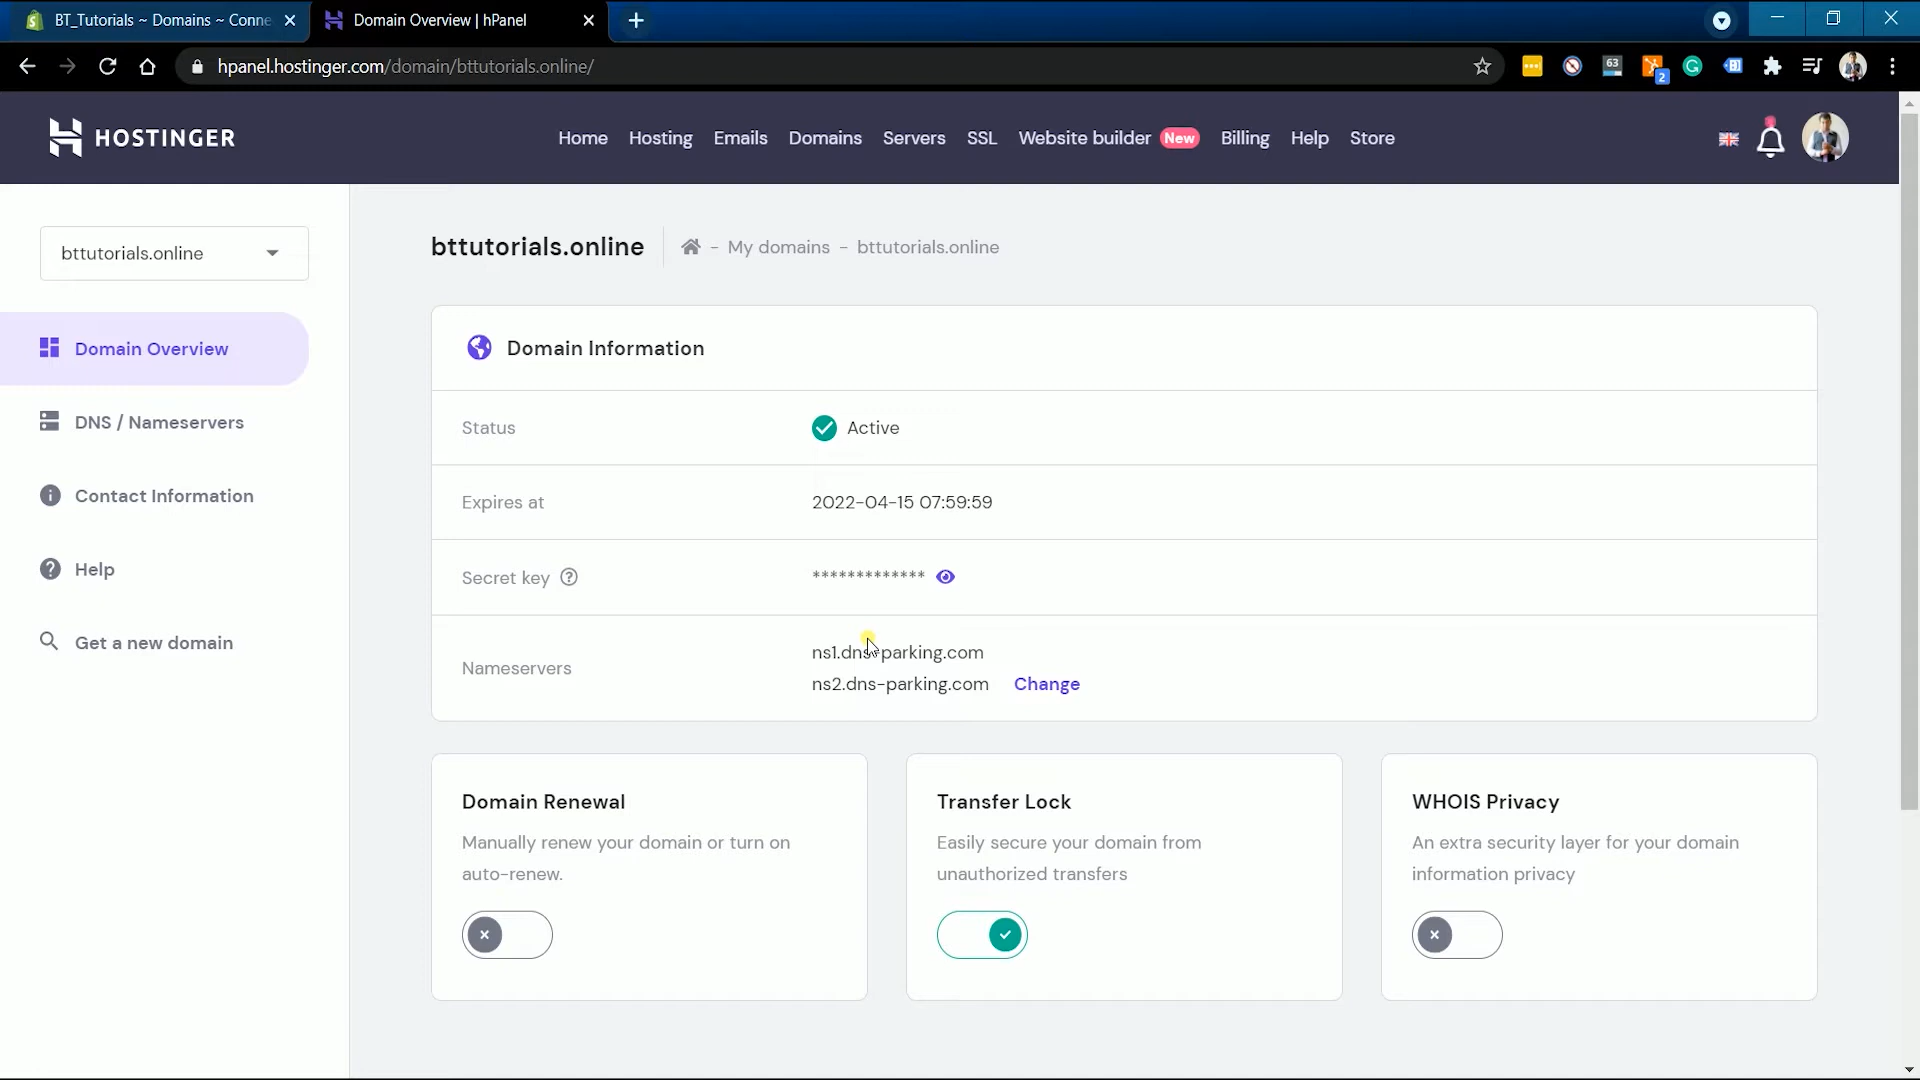 BT_Tutorials ~ Domains ~ Conne
Domain Overview | hPanel
hpanel.hostinger.com/domain/bttutorials.online/
63
2
HOSTINGER
Home
Hosting
Emails
Domains
Servers
SSL
Website builder New
Billing
Help
Store
bttutorials.online
Domain Overview
DNS / Nameservers
Contact Information
Help
Get a new domain
bttutorials.online
- My domains - bttutorials.online
Domain Information
Status
Active
Expires at
2022-04-15 07:59:59
Secret key
*************
Nameservers
ns1.dns-parking.com
ns2.dns-parking.com Change
Domain Renewal
Manually renew your domain or turn on
auto-renew.
Transfer Lock
Easily secure your domain from
unauthorized transfers
WHOIS Privacy
An extra security layer for your domain
information privacy